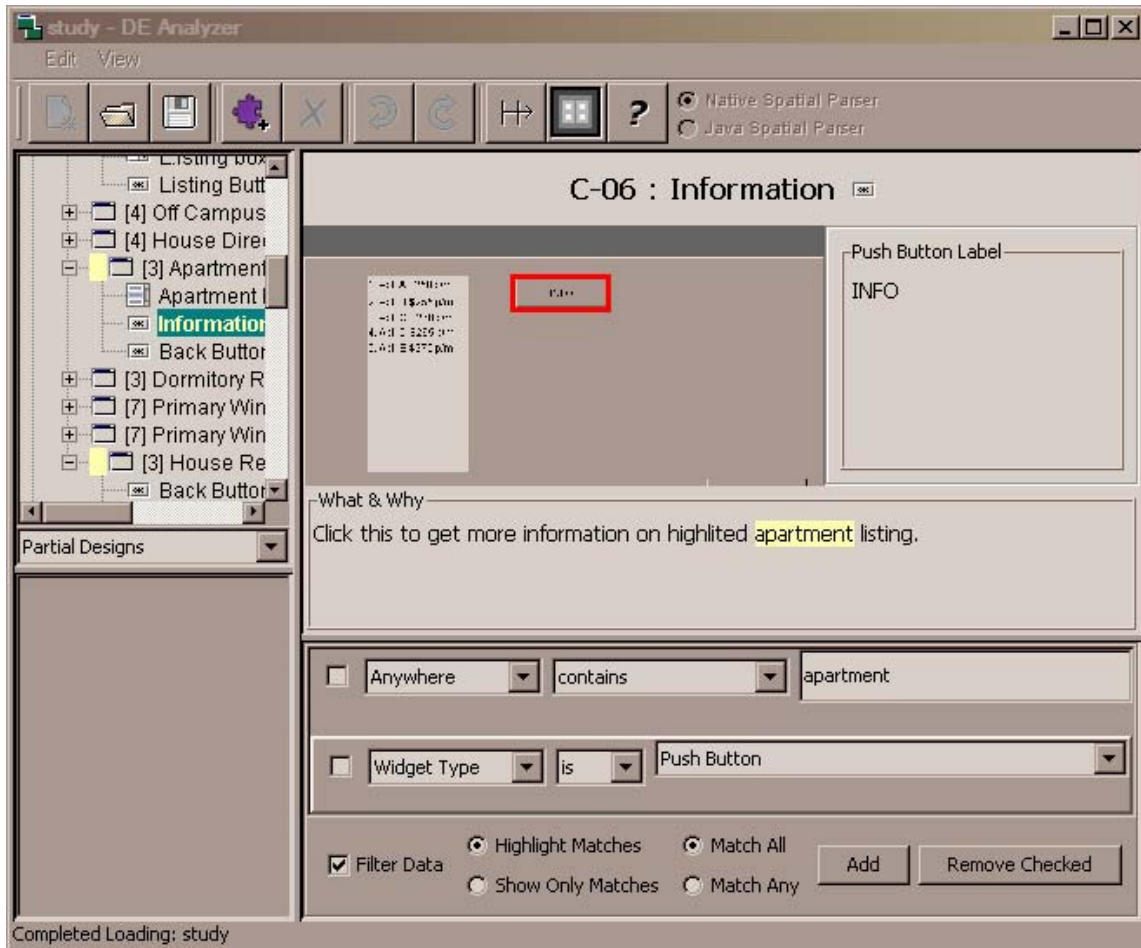 study - DE Analyzer
Edit View
?
Native Spatial Parser
Java Spatial Parser
Listing box
Listing Butt
[4] Off Campus
[4] House Dire
[3] Apartment
Apartment
Information
Back Button
[3] Dormitory R
[7] Primary Win
[7] Primary Win
[3] House Re
Back Button
Partial Designs
C-06 : Information
Push Button Label
INFO
What & Why
Click this to get more information on highlited apartment listing.
Anywhere contains apartment
Widget Type is Push Button
Filter Data
Highlight Matches
Match All
Show Only Matches
Match Any
Add
Remove Checked
Completed Loading: study